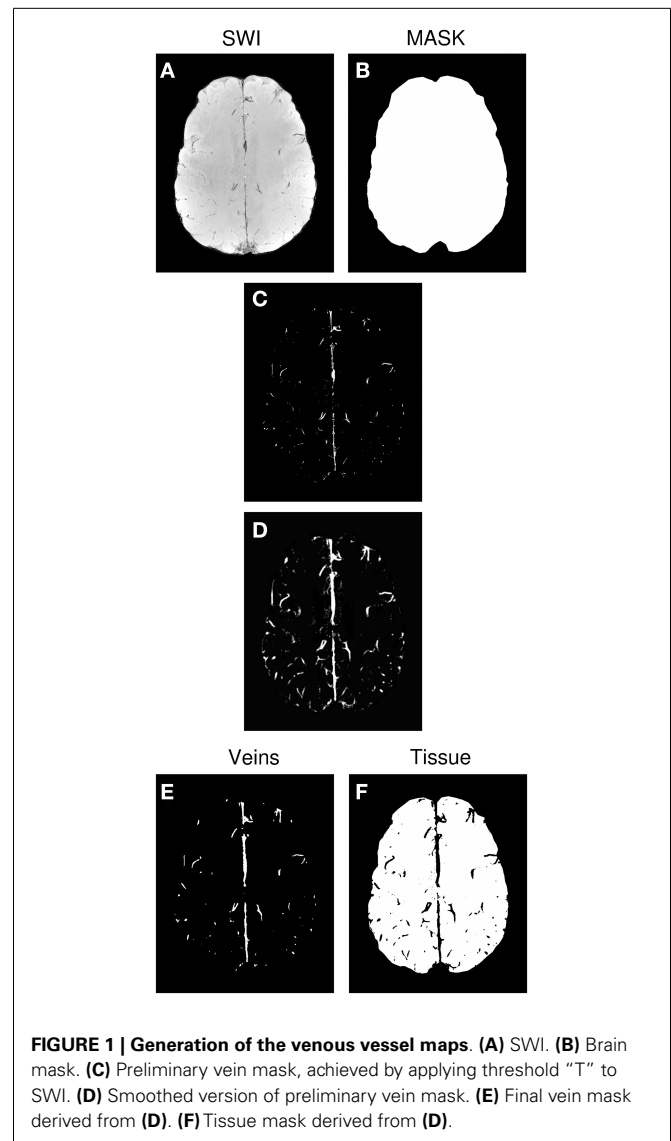 SWI
MASK
A
B
C
D
Veins
Tissue
E
F
FIGURE 1 | Generation of the venous vessel maps. (A) SWI. (B) Brain
mask. (C) Preliminary vein mask, achieved by applying threshold “T” to
SWI. (D) Smoothed version of preliminary vein mask. (E) Final vein mask
derived from (D). (F) Tissue mask derived from (D).